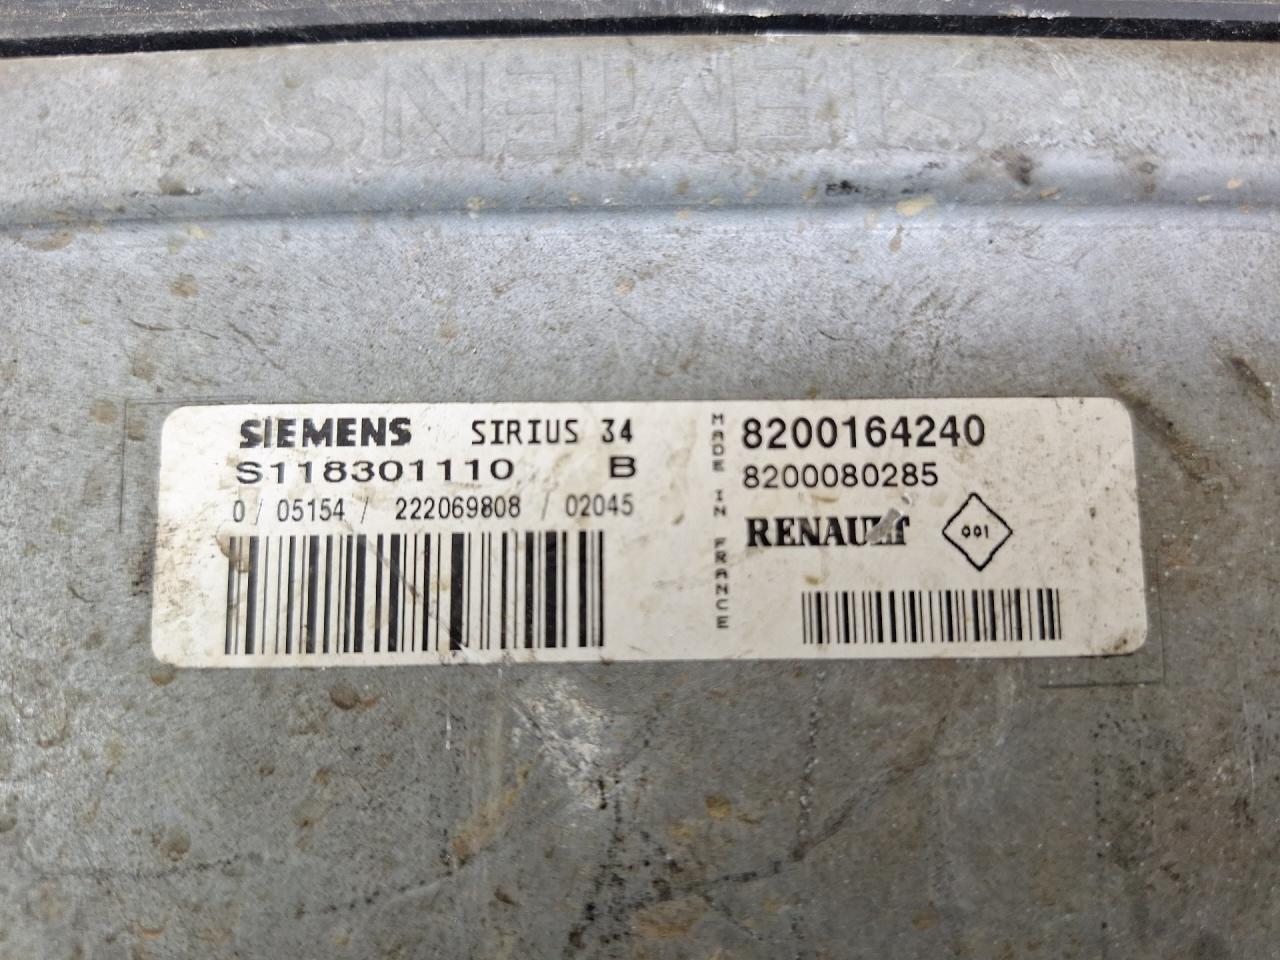 SIEMENS
SIEMENS SIRIUS 34
S118301110 B
0 / 05154 / 222069808 / 02045
MADE IN FRANCE
8200164240
8200080285
RENAULT
001